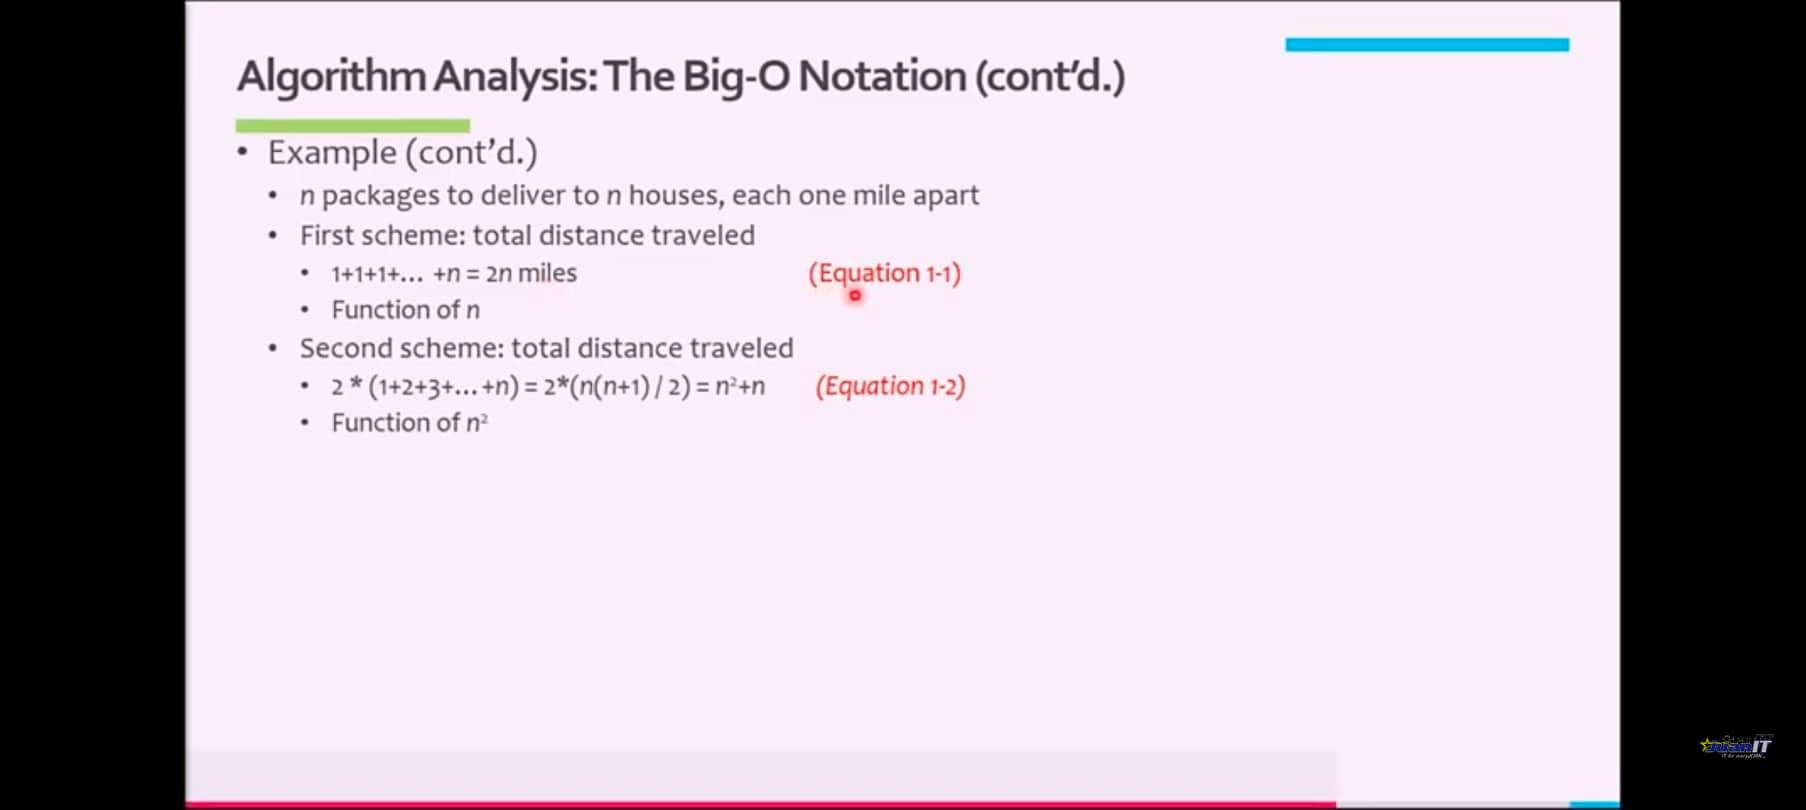 Algorithm Analysis: The Big-O Notation (cont'd.)
• Example (cont'd.)
• n packages to deliver to n houses, each one mile apart
• First scheme: total distance traveled
• 1+1+1+... +n = 2n miles (Equation 1-1)
• Function of n
• Second scheme: total distance traveled
• 2 * (1+2+3+...+n) = 2*(n(n+1) / 2) = n²+n (Equation 1-2)
• Function of n²
JuanIT